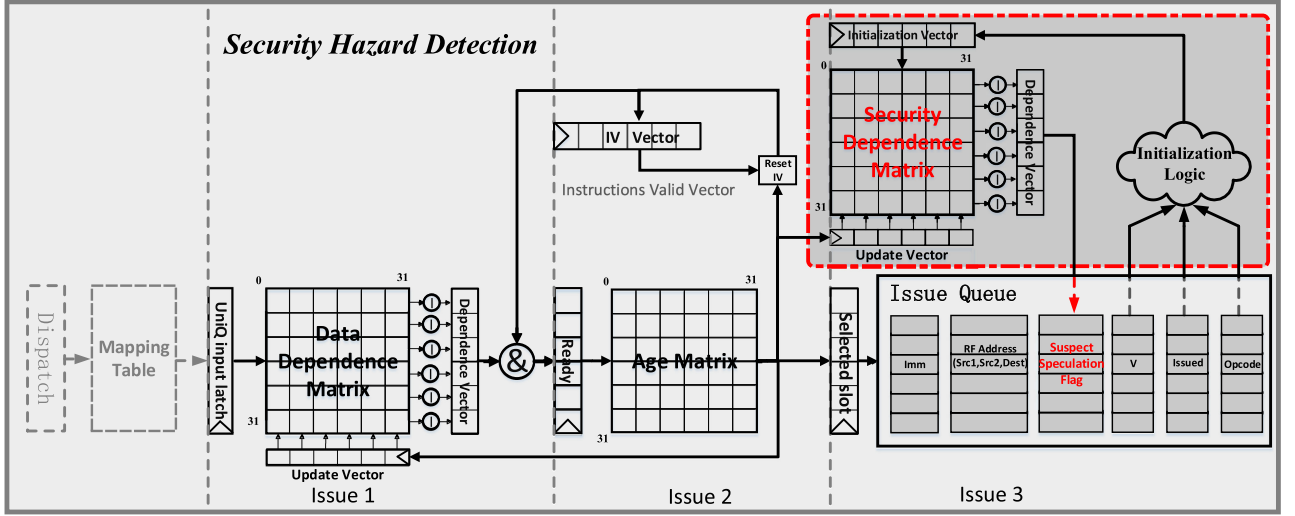 Security Hazard Detection
Initialization Vector
0
31
Security
Dependence
Matrix
31
Dependence Vector
Update Vector
Initialization
Logic
IV Vector
Reset
IV
Instructions Valid Vector
Dispatch
Mapping
Table
UniQ input latch
0
31
Data
Dependence
Matrix
31
Dependence Vector
Update Vector
&
Ready
0
31
Age Matrix
31
Selected slot
Issue Queue
Imm
RF Address
(Src1,Src2,Dest)
Suspect
Speculation
Flag
V
Issued
Opcode
Issue 1
Issue 2
Issue 3